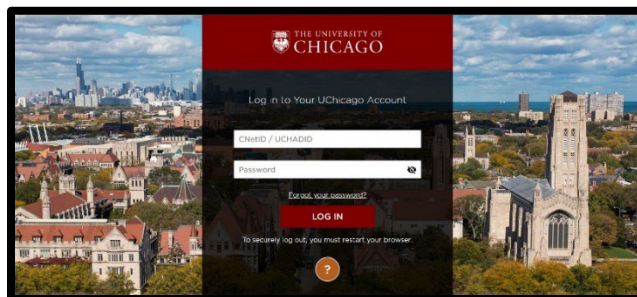 THE UNIVERSITY OF
CHICAGO
Log in to Your UChicago Account
CNetID / UCHADID
Password
Forgot your password?
LOG IN
To securely log out, you must restart your browser.
?